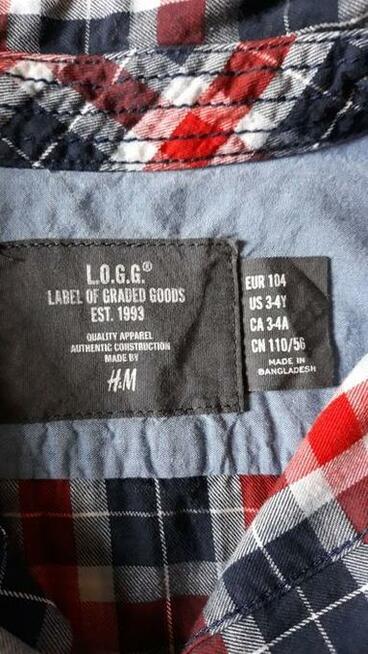 L.O.G.G.®
LABEL OF GRADED GOODS
EST. 1993
QUALITY APPAREL
AUTHENTIC CONSTRUCTION
MADE BY
H&M
EUR 104
US 3-4Y
CA 3-4A
CN 110/56
MADE IN
BANGLADESH